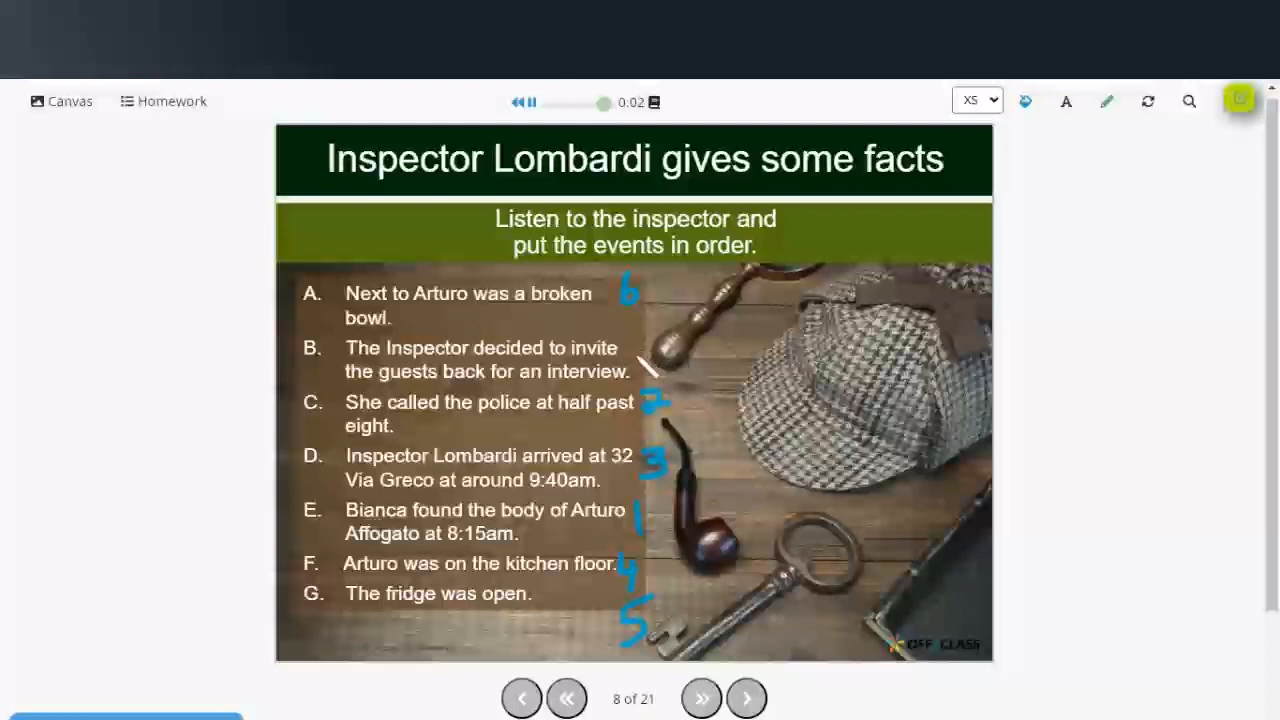 Canvas
Homework
0:02
XS
A
Inspector Lombardi gives some facts
Listen to the inspector and
put the events in order.
A. Next to Arturo was a broken 6
bowl.
B. The Inspector decided to invite
the guests back for an interview.
C. She called the police at half past 2
eight.
D. Inspector Lombardi arrived at 32 3
Via Greco at around 9:40am.
E. Bianca found the body of Arturo 1
Affogato at 8:15am.
F. Arturo was on the kitchen floor. 4
G. The fridge was open. 5
OFF2CLASS
8 of 21